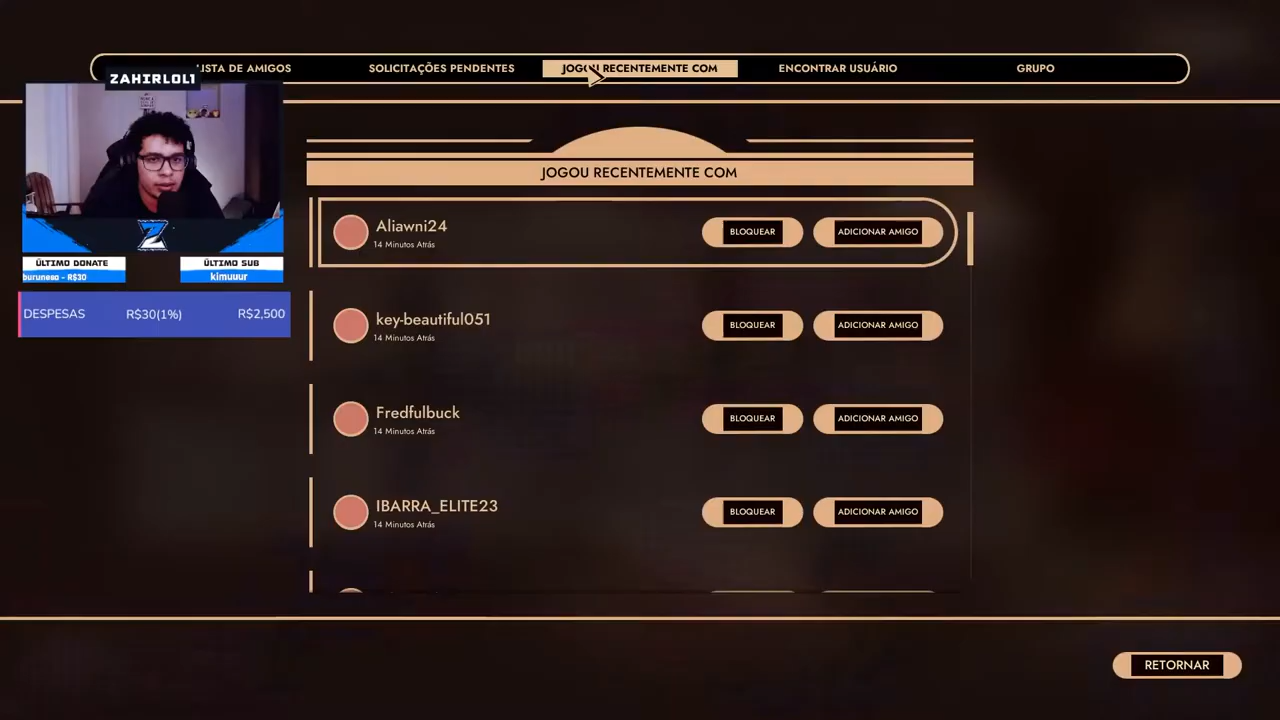 LISTA DE AMIGOS
SOLICITAÇÕES PENDENTES
JOGOU RECENTEMENTE COM
ENCONTRAR USUÁRIO
GRUPO
ZAHIRLOL1
Z
ÚLTIMO DONATE
ÚLTIMO SUB
burunesa - R$30
kimuuur
DESPESAS
R$30(1%)
R$2,500
JOGOU RECENTEMENTE COM
Aliawni24
14 Minutos Atrás
BLOQUEAR
ADICIONAR AMIGO
key-beautiful051
14 Minutos Atrás
BLOQUEAR
ADICIONAR AMIGO
Fredfulbuck
14 Minutos Atrás
BLOQUEAR
ADICIONAR AMIGO
IBARRA_ELITE23
14 Minutos Atrás
BLOQUEAR
ADICIONAR AMIGO
RETORNAR